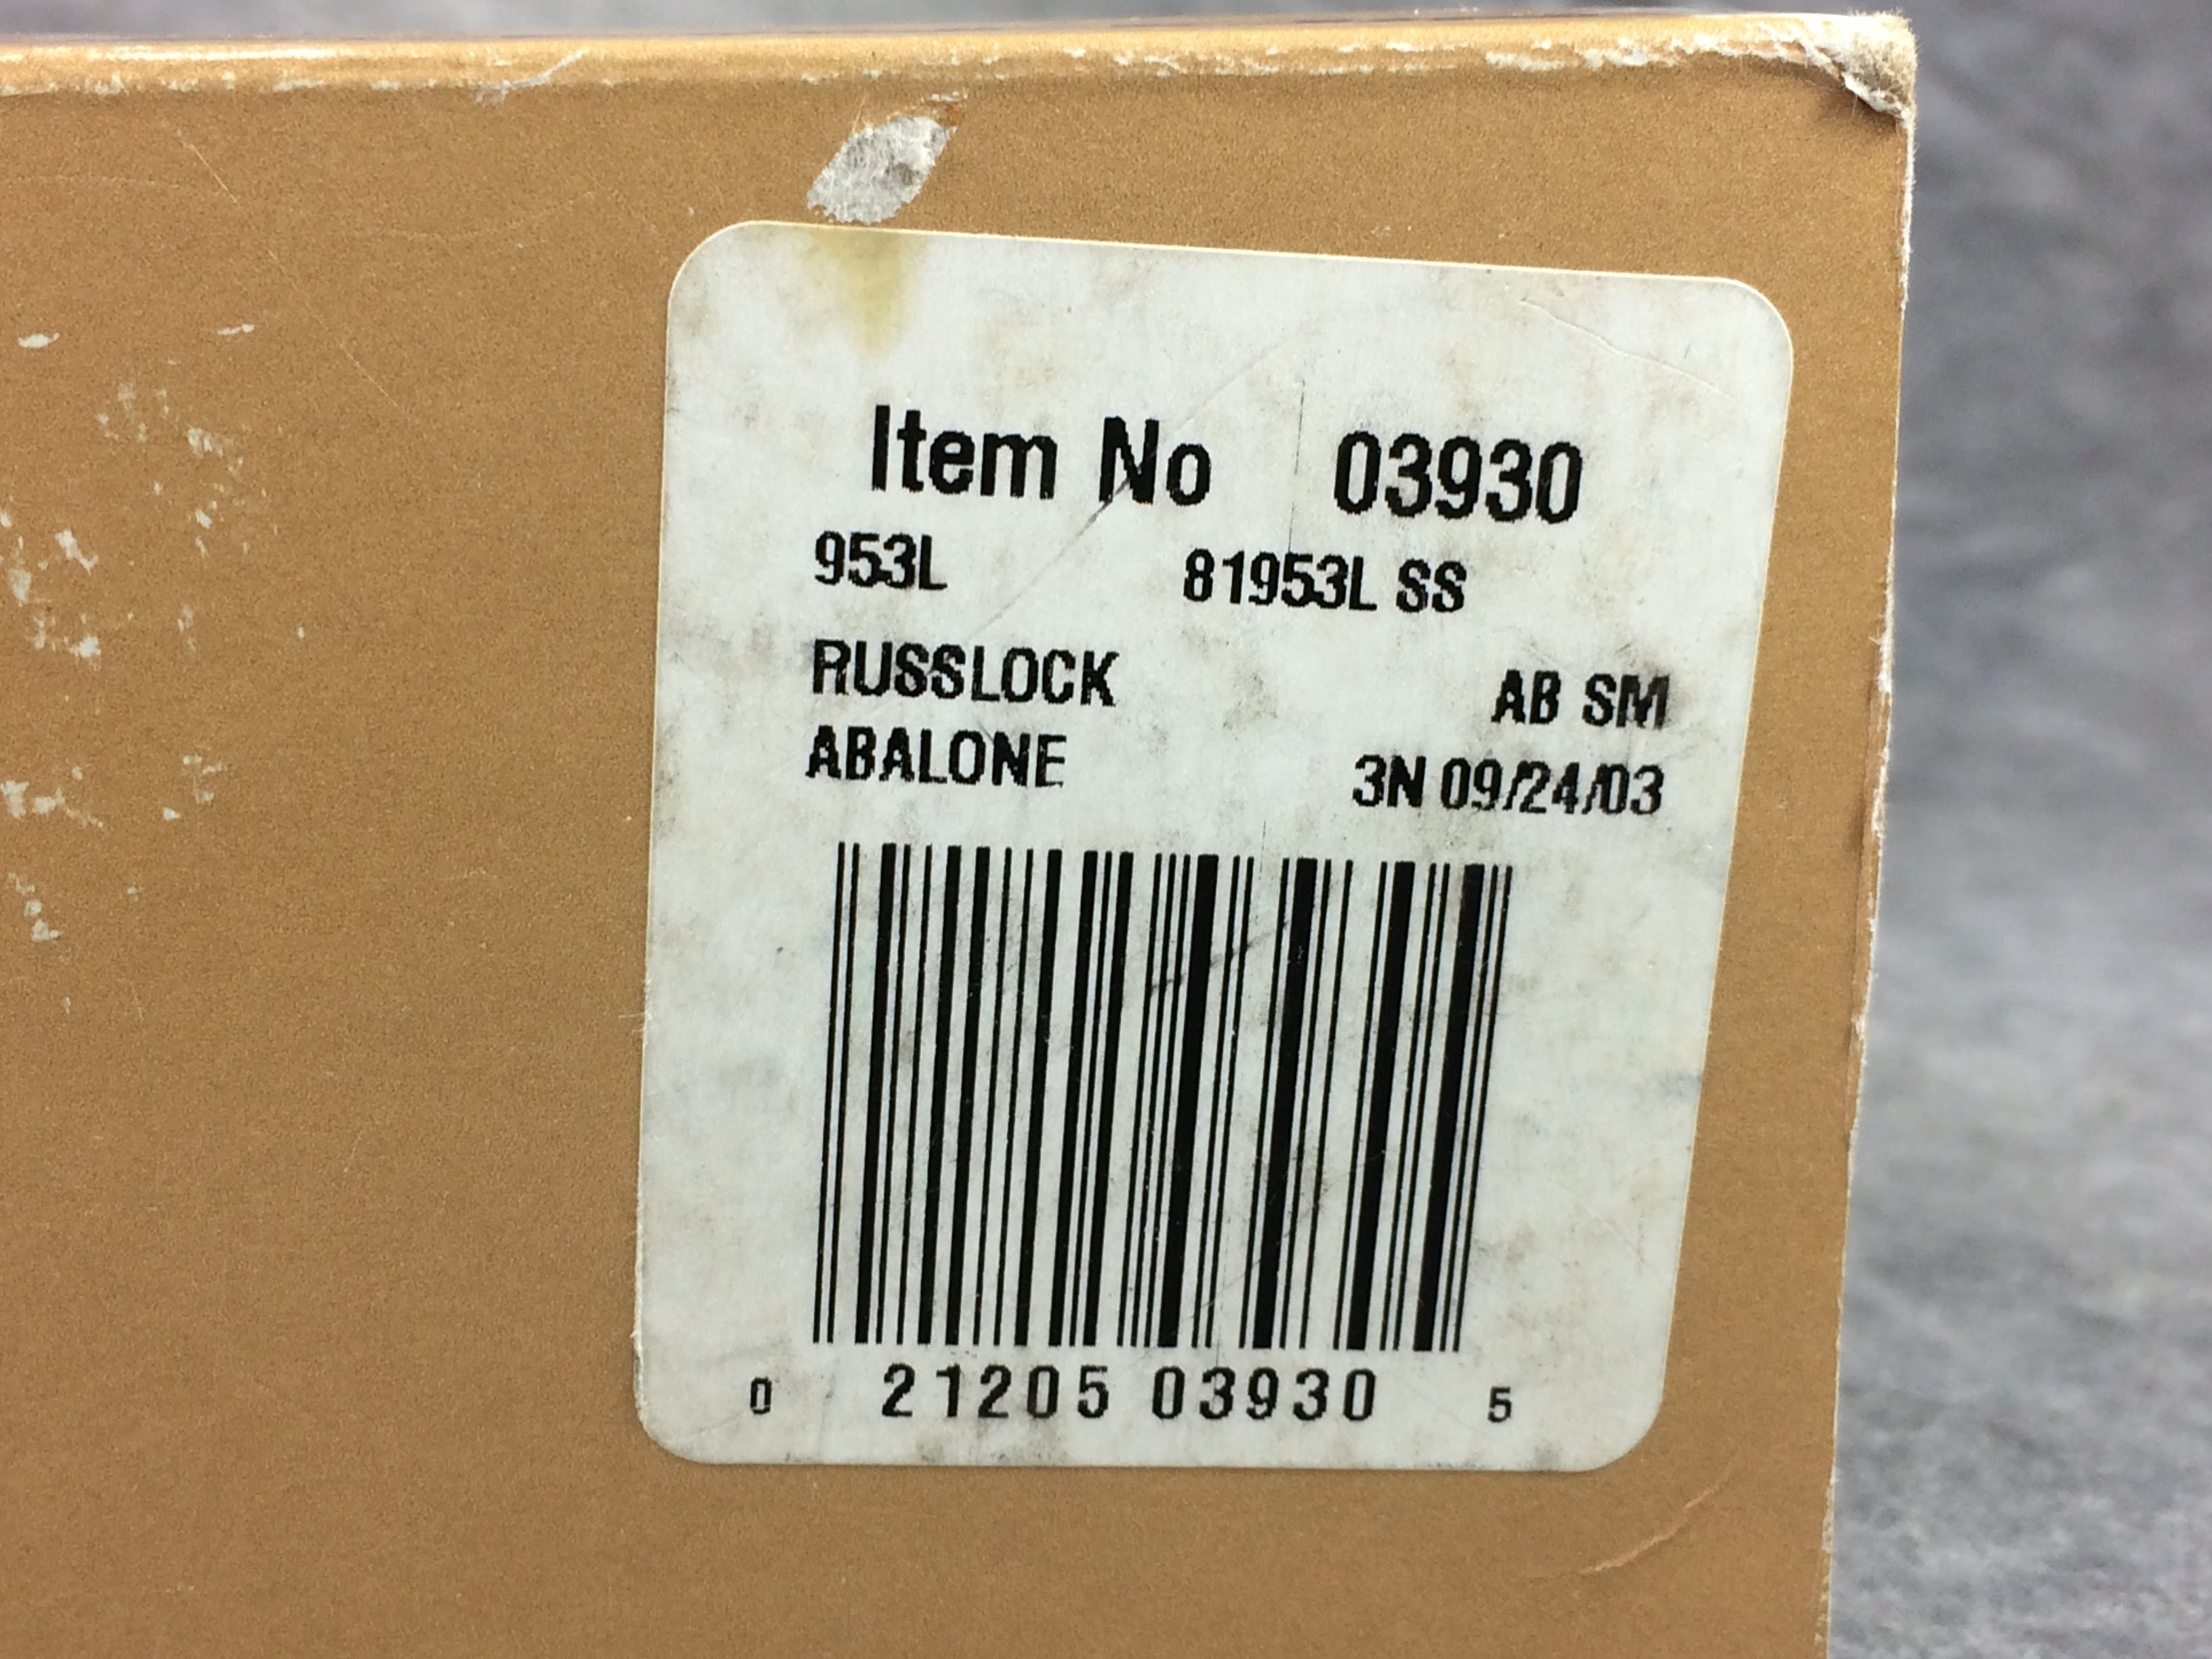 Item No 03930
953L 81953L SS
RUSSLOCK AB SM
ABALONE 3N 09/24/03
0 21205 03930 5